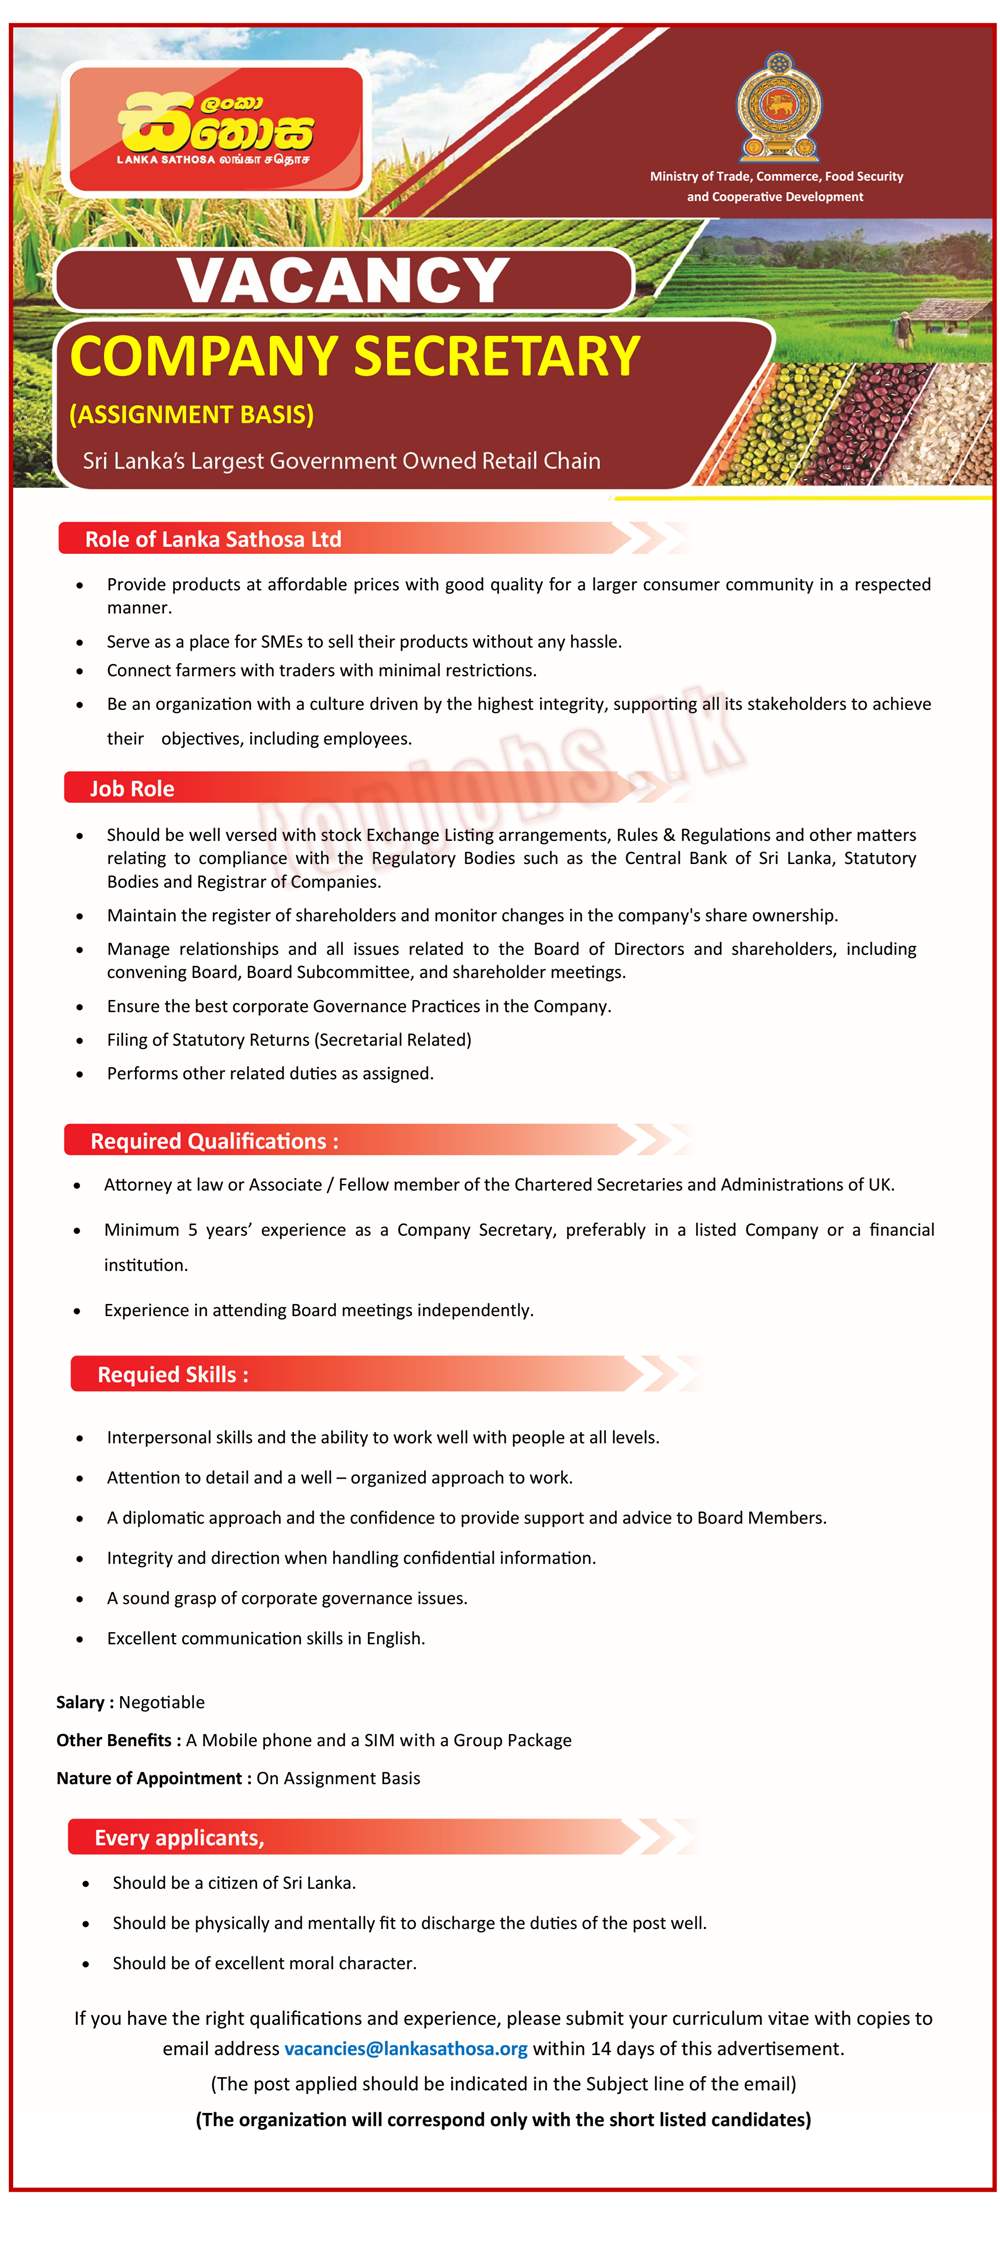 ලංකා
සතොස
LANKA SATHOSA லங்கா சதொச
Ministry of Trade, Commerce, Food Security
and Cooperative Development
VACANCY
COMPANY SECRETARY
(ASSIGNMENT BASIS)
Sri Lanka's Largest Government Owned Retail Chain
Role of Lanka Sathosa Ltd
• Provide products at affordable prices with good quality for a larger consumer community in a respected
manner.
• Serve as a place for SMEs to sell their products without any hassle.
• Connect farmers with traders with minimal restrictions.
• Be an organization with a culture driven by the highest integrity, supporting all its stakeholders to achieve
their objectives, including employees.
topjobs.lk
Job Role
• Should be well versed with stock Exchange Listing arrangements, Rules & Regulations and other matters
relating to compliance with the Regulatory Bodies such as the Central Bank of Sri Lanka, Statutory
Bodies and Registrar of Companies.
• Maintain the register of shareholders and monitor changes in the company's share ownership.
• Manage relationships and all issues related to the Board of Directors and shareholders, including
convening Board, Board Subcommittee, and shareholder meetings.
• Ensure the best corporate Governance Practices in the Company.
• Filing of Statutory Returns (Secretarial Related)
• Performs other related duties as assigned.
Required Qualifications :
• Attorney at law or Associate / Fellow member of the Chartered Secretaries and Administrations of UK.
• Minimum 5 years’ experience as a Company Secretary, preferably in a listed Company or a financial
institution.
• Experience in attending Board meetings independently.
Requied Skills :
• Interpersonal skills and the ability to work well with people at all levels.
• Attention to detail and a well – organized approach to work.
• A diplomatic approach and the confidence to provide support and advice to Board Members.
• Integrity and direction when handling confidential information.
• A sound grasp of corporate governance issues.
• Excellent communication skills in English.
Salary : Negotiable
Other Benefits : A Mobile phone and a SIM with a Group Package
Nature of Appointment : On Assignment Basis
Every applicants,
• Should be a citizen of Sri Lanka.
• Should be physically and mentally fit to discharge the duties of the post well.
• Should be of excellent moral character.
If you have the right qualifications and experience, please submit your curriculum vitae with copies to
email address vacancies@lankasathosa.org within 14 days of this advertisement.
(The post applied should be indicated in the Subject line of the email)
(The organization will correspond only with the short listed candidates)